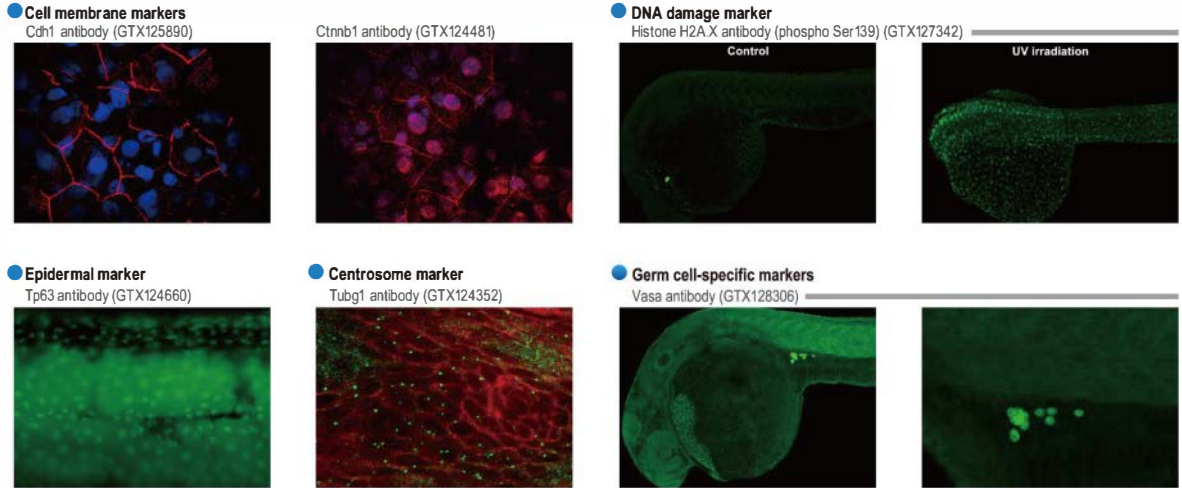 Cell membrane markers
Cdh1 antibody (GTX125890)
Ctnnb1 antibody (GTX124481)
DNA damage marker
Histone H2A.X antibody (phospho Ser139) (GTX127342)
Control
UV irradiation
Epidermal marker
Tp63 antibody (GTX124660)
Centrosome marker
Tubg1 antibody (GTX124352)
Germ cell-specific markers
Vasa antibody (GTX128306)